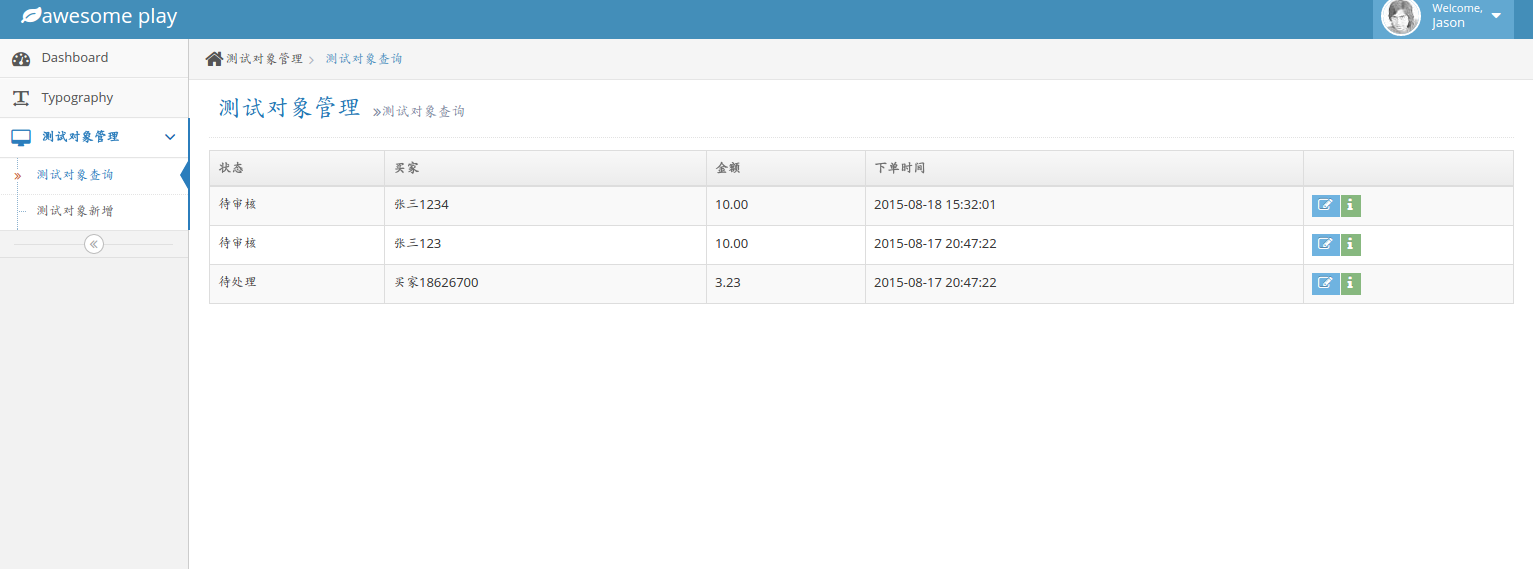 awesome play
Welcome,
Jason
Dashboard
Typography
测试对象管理
测试对象查询
测试对象新增
测试对象管理 测试对象查询
测试对象管理 测试对象查询
状态 买家 金额 下单时间
待审核 张三1234 10.00 2015-08-18 15:32:01
待审核 张三123 10.00 2015-08-17 20:47:22
待处理 买家18626700 3.23 2015-08-17 20:47:22